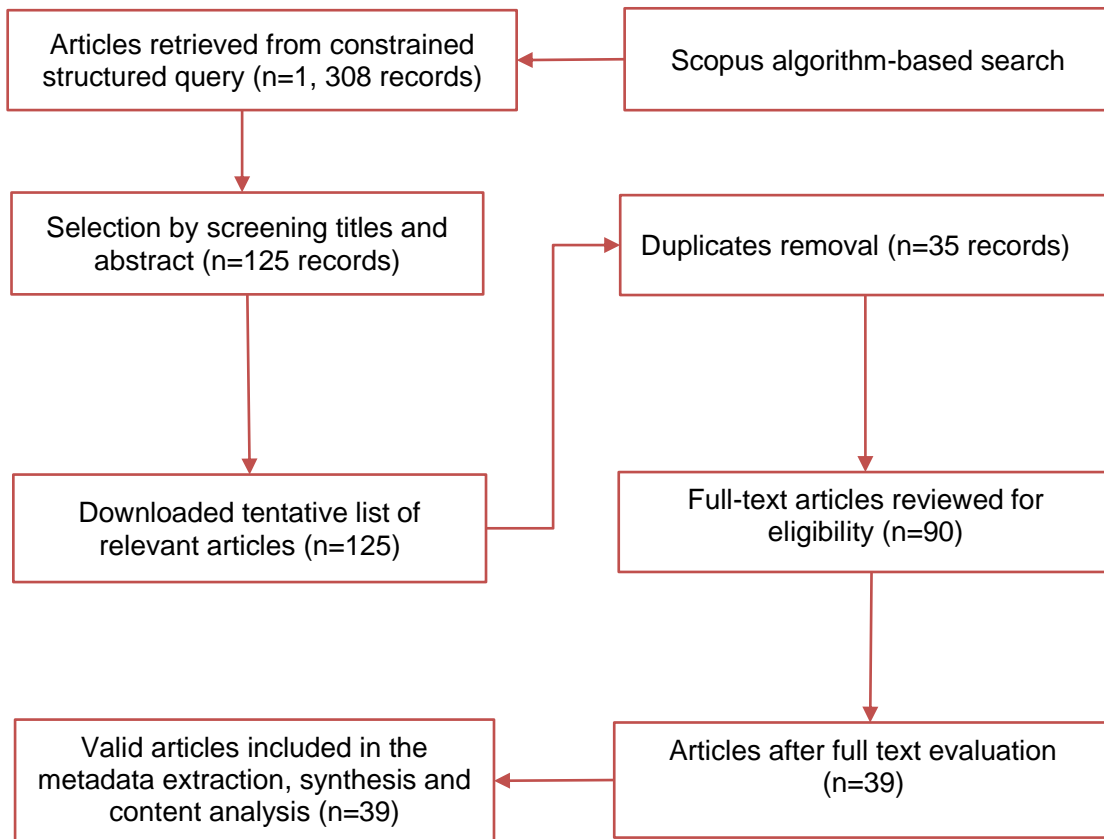 Articles retrieved from constrained
structured query (n=1, 308 records)
Scopus algorithm-based search
Selection by screening titles and
abstract (n=125 records)
Duplicates removal (n=35 records)
Downloaded tentative list of
relevant articles (n=125)
Full-text articles reviewed for
eligibility (n=90)
Valid articles included in the
metadata extraction, synthesis and
content analysis (n=39)
Articles after full text evaluation
(n=39)